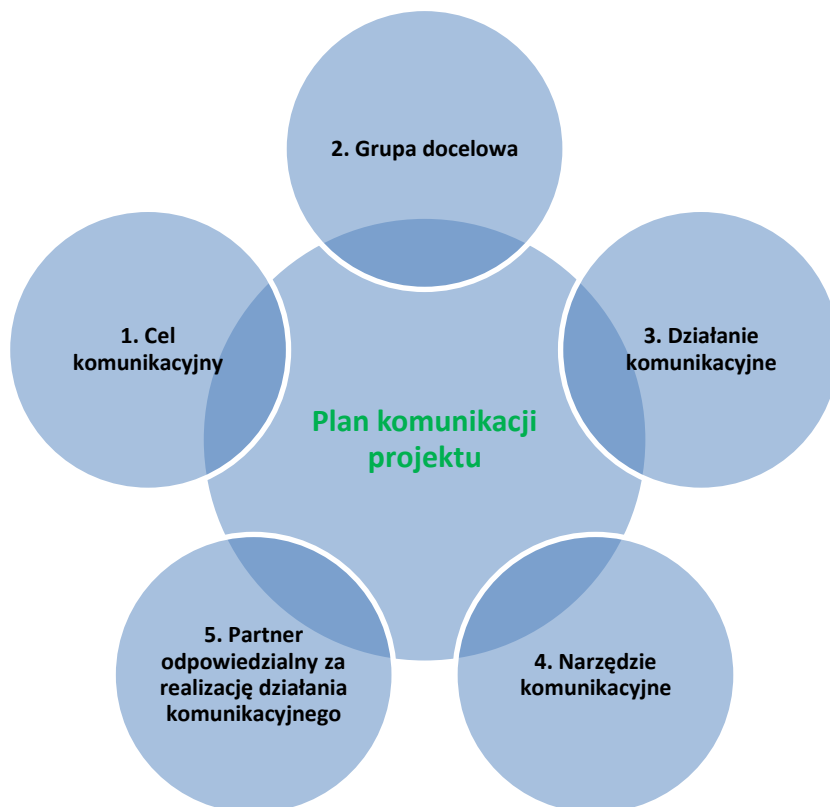 2. Grupa docelowa
1. Cel
komunikacyjny
3. Działanie
komunikacyjne
Plan komunikacji
projektu
5. Partner
odpowiedzialny za
realizację działania
komunikacyjnego
4. Narzędzie
komunikacyjne